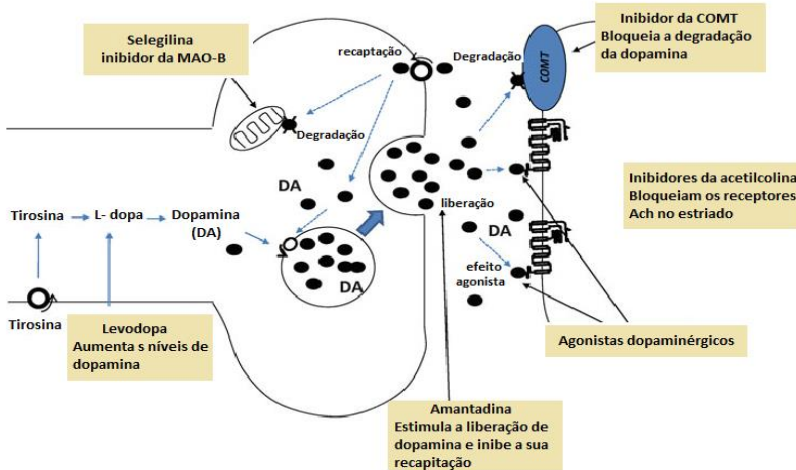 Selegilina
inibidor da MAO-B
recaptação
Degradação
COMT
Inibidor da COMT
Bloqueia a degradação
da dopamina
Degradação
DA
liberação
DA
efeito
agonista
Inibidores da acetilcolina
Bloqueiam os receptores
Ach no estriado
Tirosina
L- dopa
Dopamina
(DA)
DA
Tirosina
Levodopa
Aumenta s níveis de
dopamina
Agonistas dopaminérgicos
Amantadina
Estimula a liberação de
dopamina e inibe a sua
recapitação